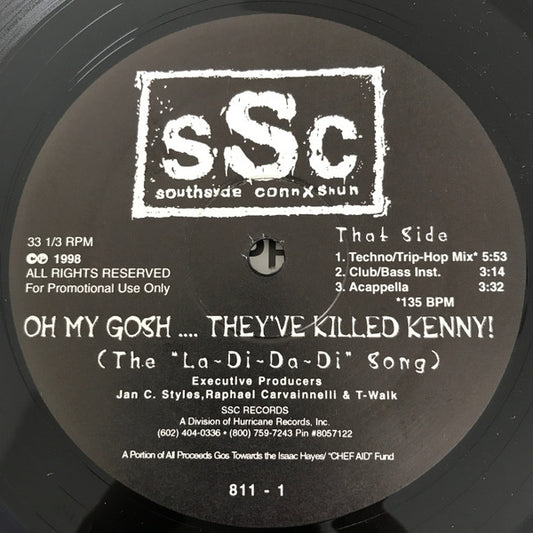 sSc
southsyde connXshun
33 1/3 RPM
℗© 1998
ALL RIGHTS RESERVED
For Promotional Use Only
That Side
1. Techno/Trip-Hop Mix* 5:53
2. Club/Bass Inst. 3:14
3. Acappella 3:32
*135 BPM
OH MY GOSH .... THEY'VE KILLED KENNY!
(The "La~Di~Da~Di" Song)
Executive Producers
Jan C. Styles,Raphael Carvainnelli & T-Walk
SSC RECORDS
A Division of Hurricane Records, Inc.
(602) 404-0336 • (800) 759-7243 Pin #8057122
A Portion of All Proceeds Gos Towards the Isaac Hayes/ "CHEF AID" Fund
811 - 1